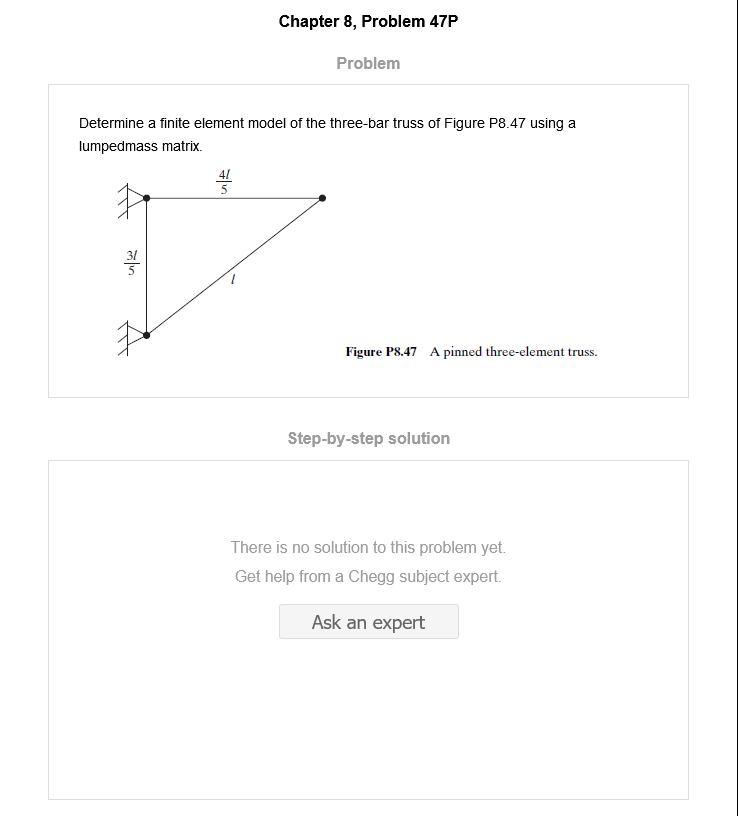 Chapter 8, Problem 47P
Problem
Determine a finite element model of the three-bar truss of Figure P8.47 using a
lumpedmass matrix.
4l
5
3l
5
l
Figure P8.47 A pinned three-element truss.
Step-by-step solution
There is no solution to this problem yet.
Get help from a Chegg subject expert.
Ask an expert